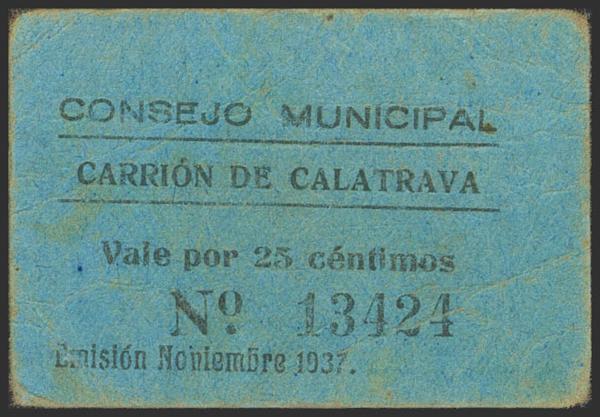 CONSEJO MUNICIPAL
CARRIÓN DE CALATRAVA
Vale por 25 céntimos
Nº 13424
Emisión Noviembre 1937.